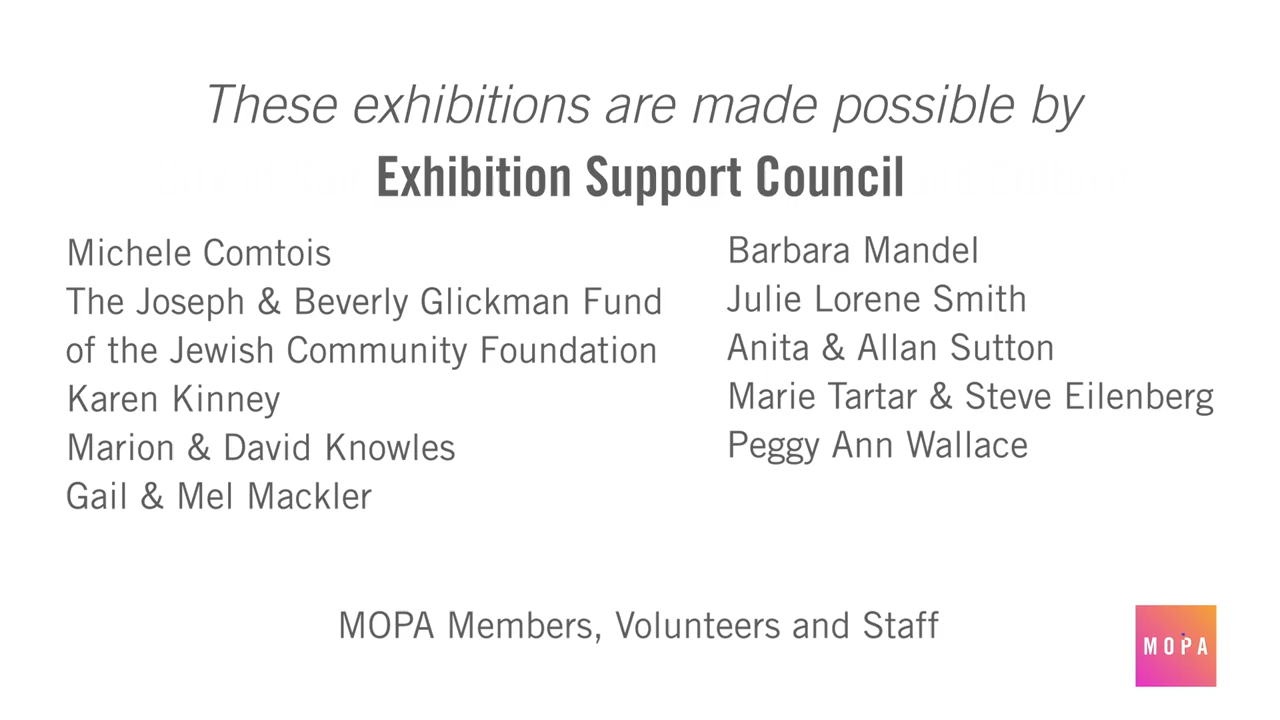 These exhibitions are made possible by
Exhibition Support Council
Michele Comtois
The Joseph & Beverly Glickman Fund
of the Jewish Community Foundation
Karen Kinney
Marion & David Knowles
Gail & Mel Mackler
Barbara Mandel
Julie Lorene Smith
Anita & Allan Sutton
Marie Tartar & Steve Eilenberg
Peggy Ann Wallace
MOPA Members, Volunteers and Staff
MOPA